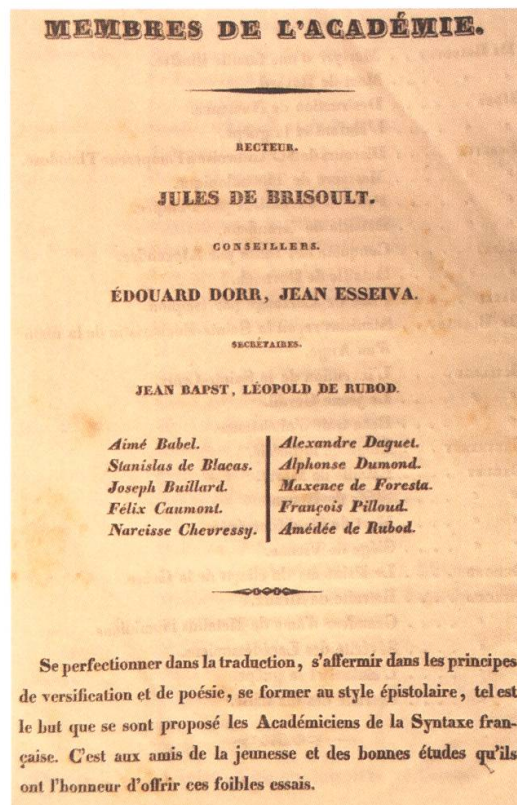 MEMBRES DE L'ACADÉMIE.
RECTEUR.
JULES DE BRISOULT.
CONSEILLERS.
ÉDOUARD DORR, JEAN ESSEIVA.
SECRÉTAIRES.
JEAN BAPST, LÉOPOLD DE RUBOD.
Aimé Babel.
Stanislas de Blacas.
Joseph Buillard.
Félix Caumont.
Narcisse Chevressy.
Alexandre Daguet.
Alphonse Dumond.
Maxence de Foresta.
François Pilloud.
Amédée de Rubod.
Se perfectionner dans la traduction, s'affermir dans les principes
de versification et de poésie, se former au style épistolaire, tel est
le but que se sont proposé les Académiciens de la Syntaxe fran-
çaise. C'est aux amis de la jeunesse et des bonnes études qu'ils
ont l'honneur d'offrir ces foibles essais.